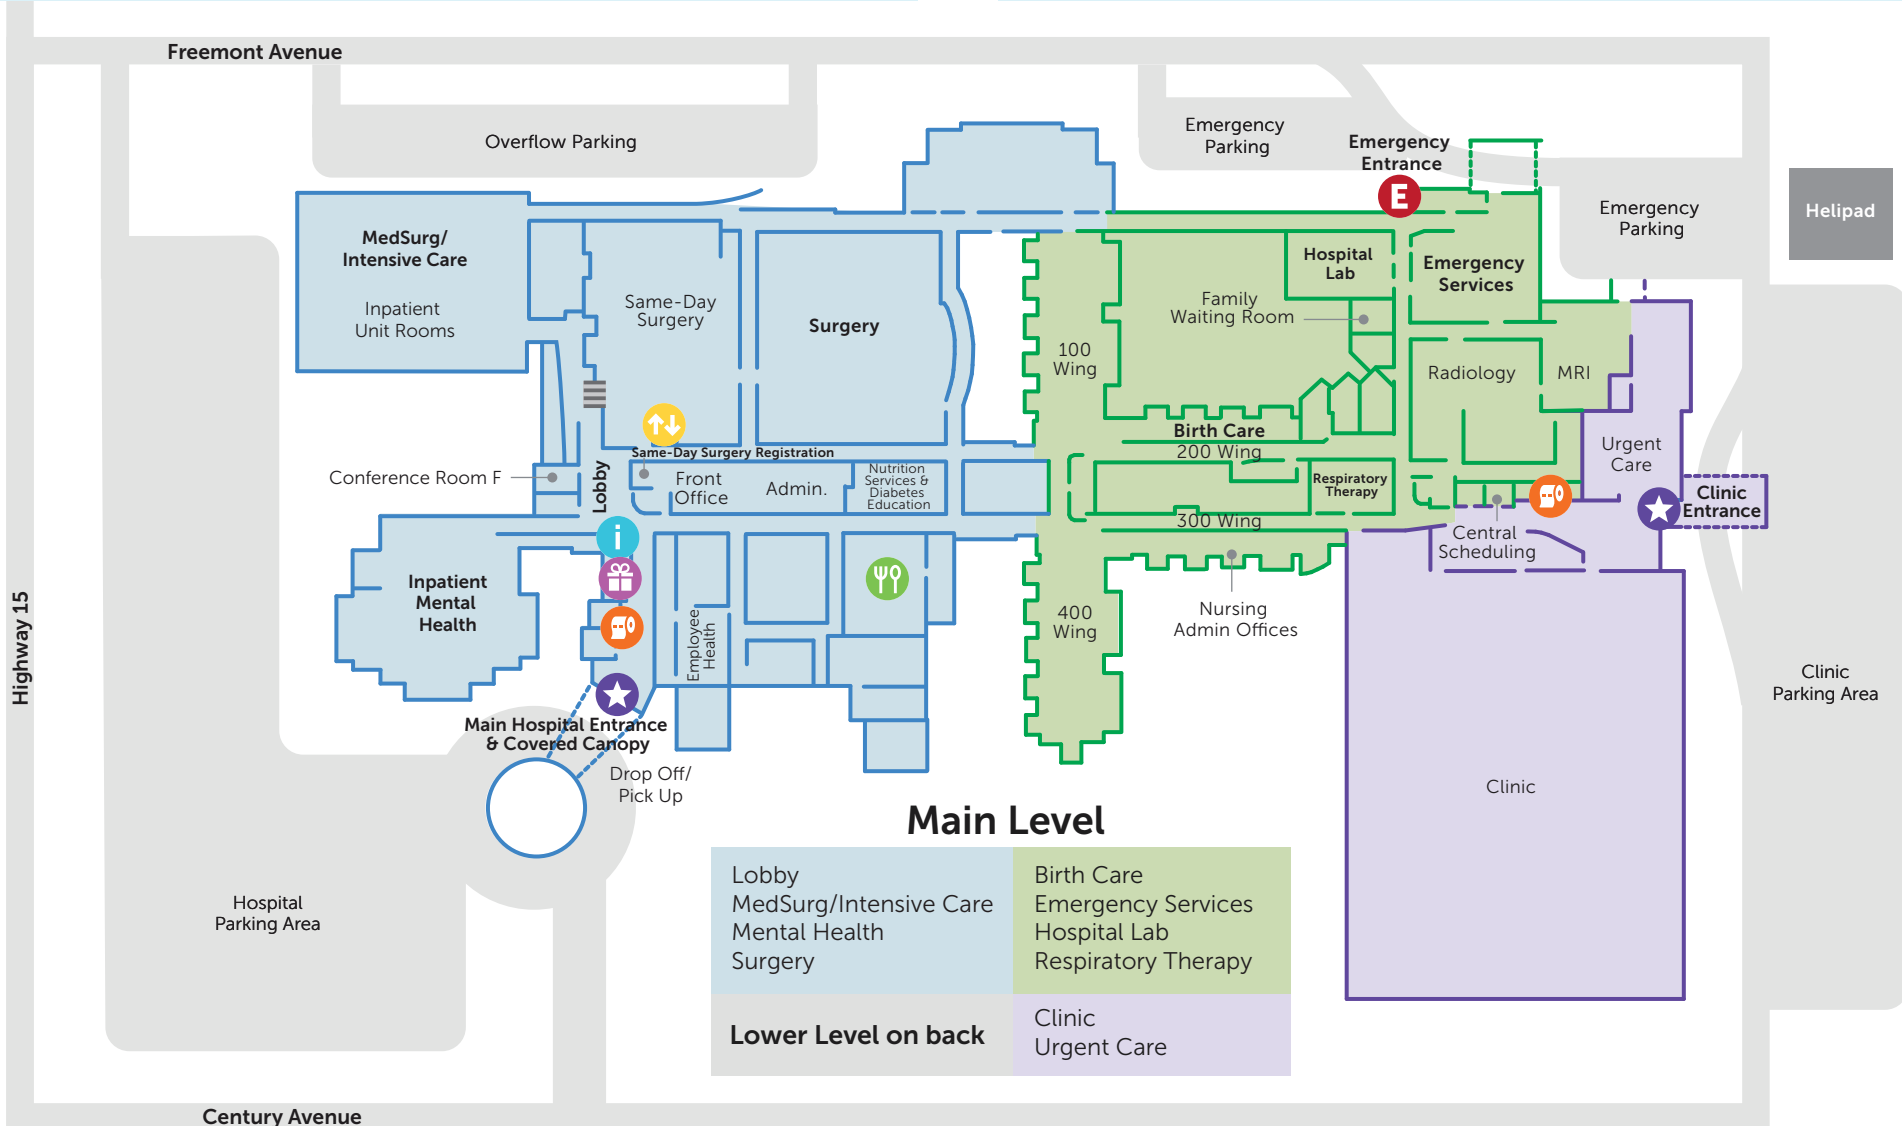 Freemont Avenue
Overflow Parking
Emergency
Parking
Emergency
Entrance
E
Emergency
Parking
Helipad
MedSurg/
Intensive Care
Inpatient
Unit Rooms
Same-Day
Surgery
Surgery
Hospital
Lab
Emergency
Services
Family
Waiting Room
100
Wing
Radiology
MRI
Birth Care
200 Wing
Urgent
Care
Conference Room F
Lobby
Same-Day Surgery Registration
Front
Office
Admin.
Nutrition
Services &
Diabetes
Education
Respiratory
Therapy
Clinic
Entrance
300 Wing
Central
Scheduling
i
Inpatient
Mental
Health
Employee
Health
400
Wing
Nursing
Admin Offices
Highway 15
Clinic
Parking Area
Main Hospital Entrance
& Covered Canopy
Drop Off/
Pick Up
Clinic
Hospital
Parking Area
Main Level
Lobby
MedSurg/Intensive Care
Mental Health
Surgery
Birth Care
Emergency Services
Hospital Lab
Respiratory Therapy
Lower Level on back
Clinic
Urgent Care
Century Avenue